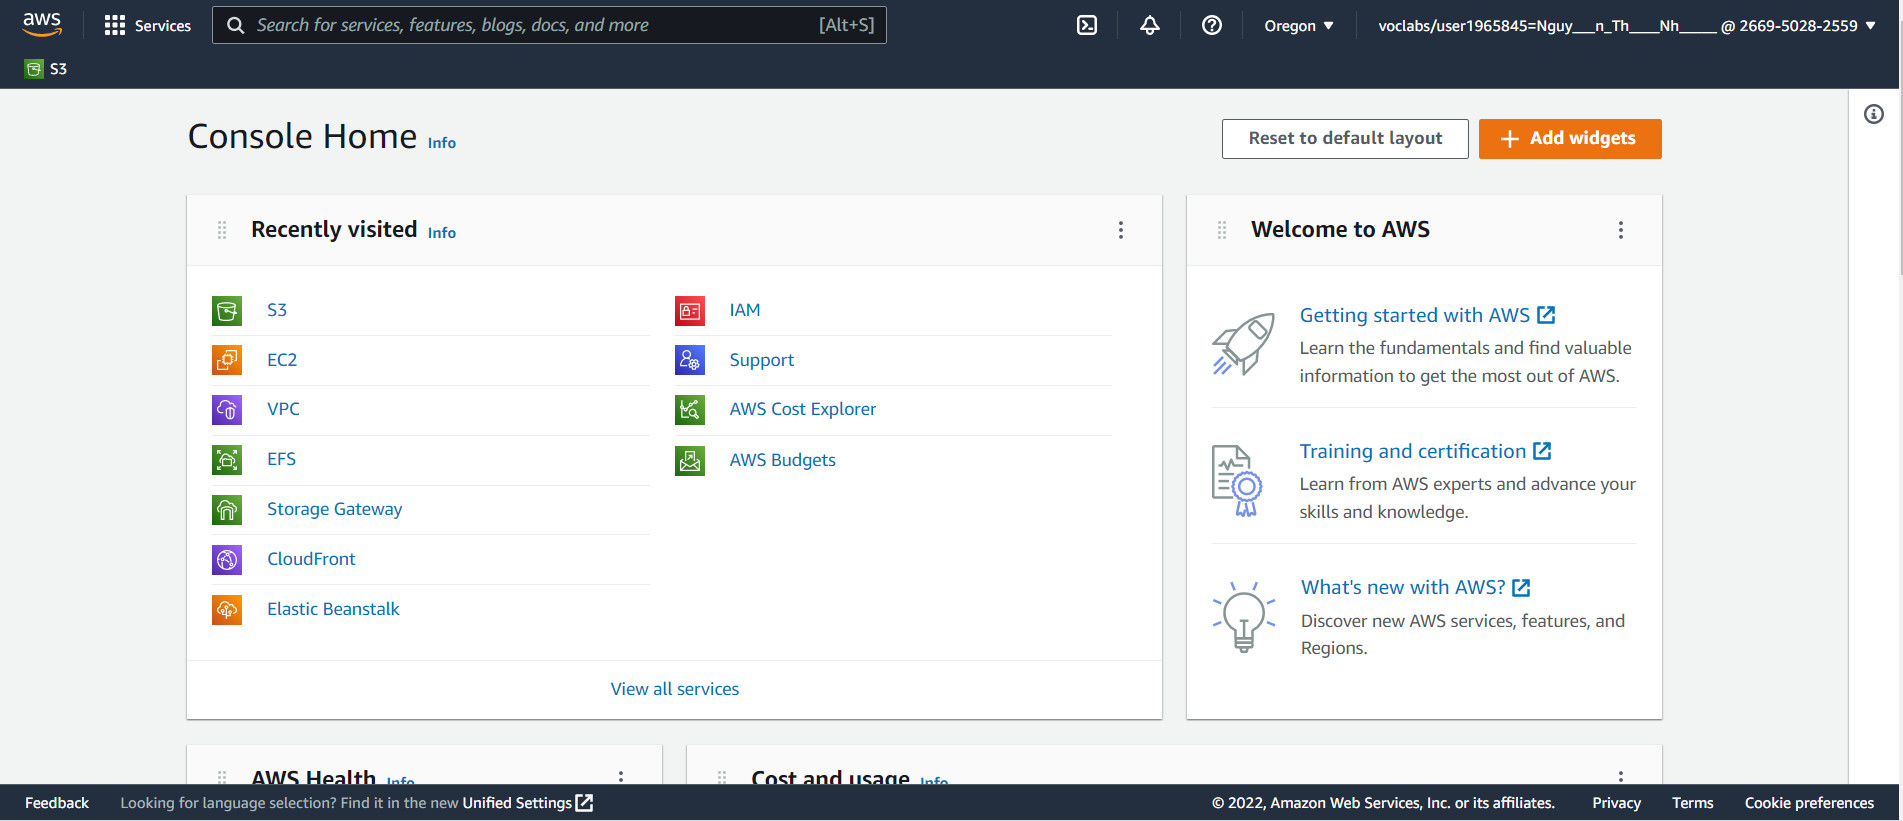 aws Services Search for services, features, blogs, docs, and more [Alt+S] Oregon voclabs/user1965845=Nguy___n_Th____Nh_____ @ 2669-5028-2559
S3
Console Home Info
Reset to default layout
Add widgets
Recently visited Info
S3
EC2
VPC
EFS
Storage Gateway
CloudFront
Elastic Beanstalk
IAM
Support
AWS Cost Explorer
AWS Budgets
View all services
Welcome to AWS
Getting started with AWS
Learn the fundamentals and find valuable
information to get the most out of AWS.
Training and certification
Learn from AWS experts and advance your
skills and knowledge.
What's new with AWS?
Discover new AWS services, features, and
Regions.
AWS Health Info
Cost and usage Info
Feedback Looking for language selection? Find it in the new Unified Settings © 2022, Amazon Web Services, Inc. or its affiliates. Privacy Terms Cookie preferences